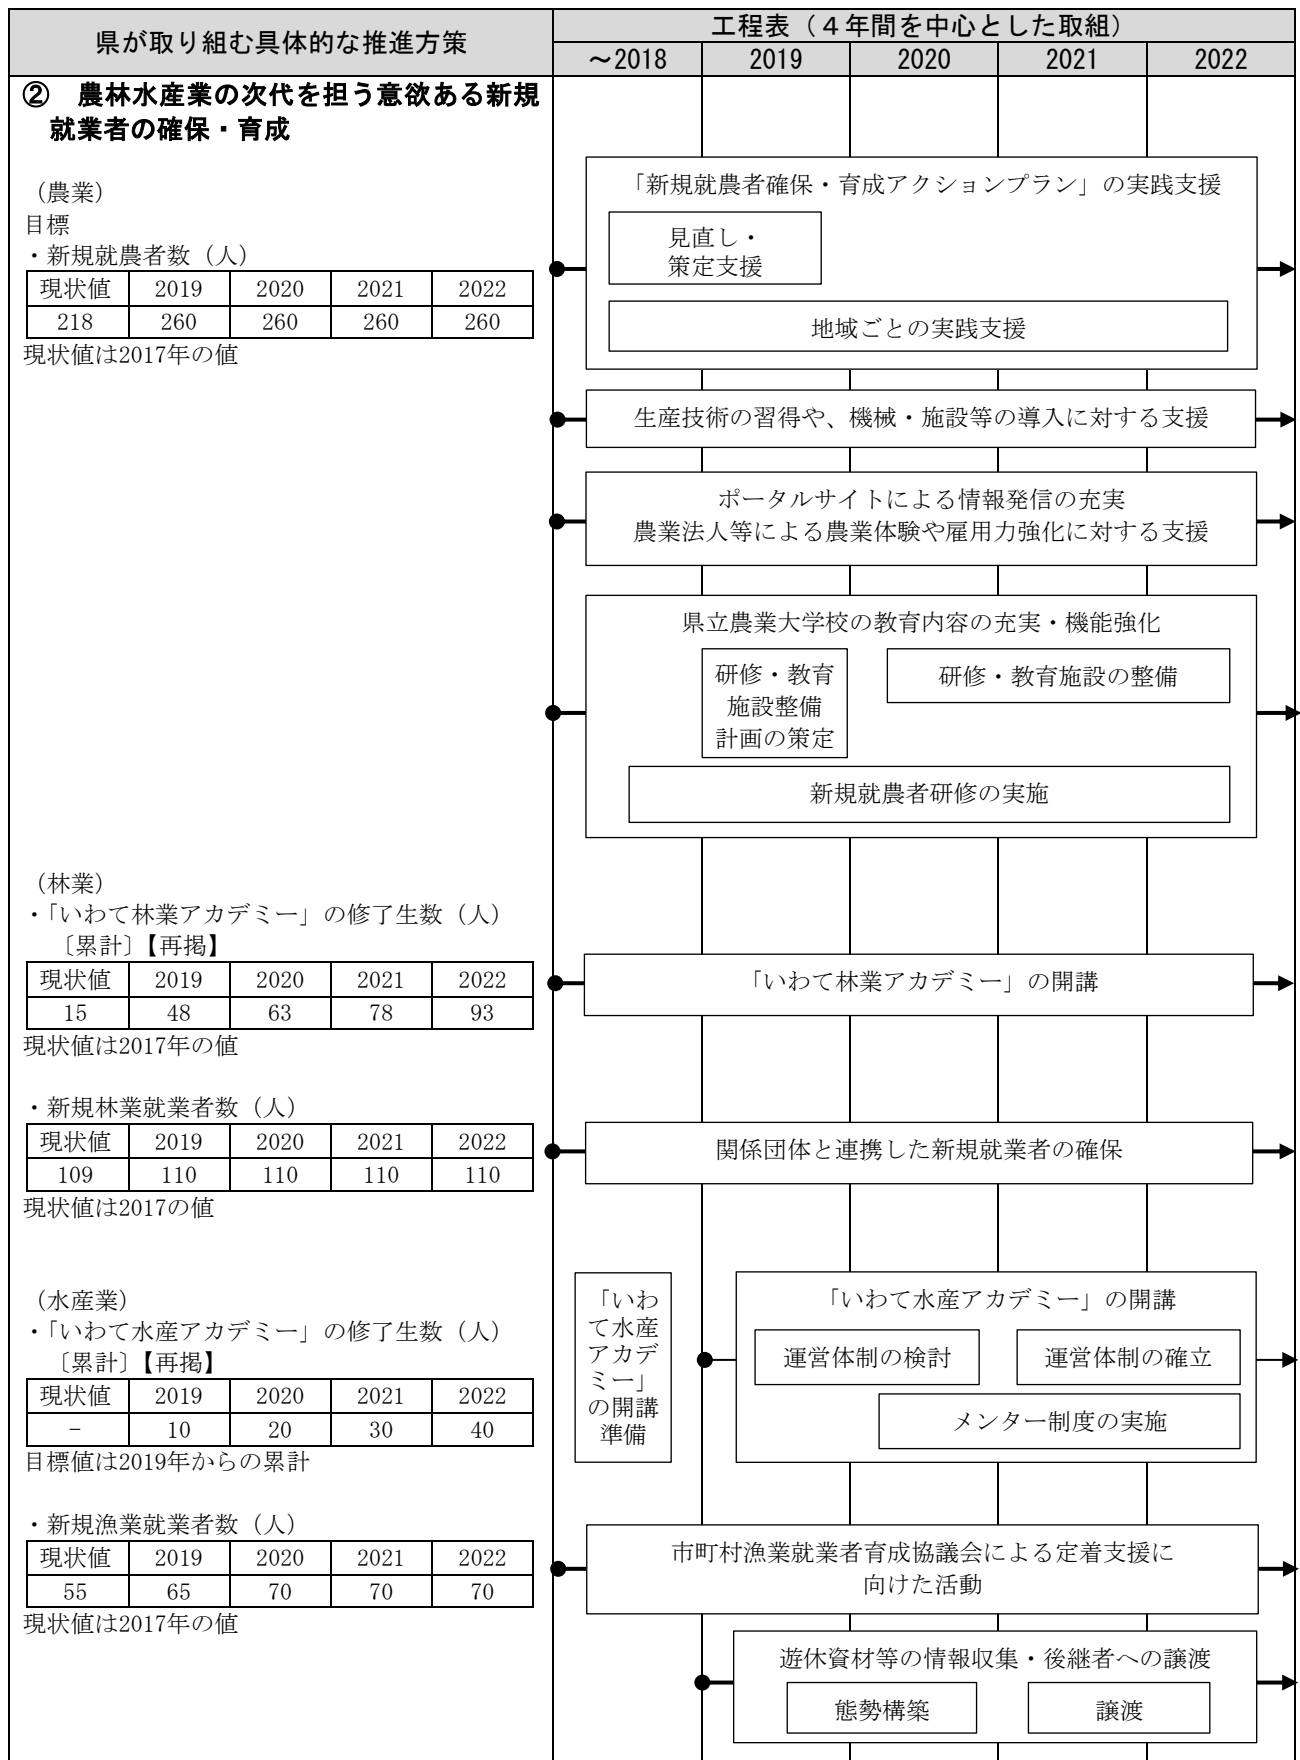 県が取り組む具体的な推進方策
工程表（４年間を中心とした取組）
～2018 2019 2020 2021 2022
②　農林水産業の次代を担う意欲ある新規
就業者の確保・育成
（農業）
目標
・新規就農者数（人）
現状値 2019 2020 2021 2022
218 260 260 260 260
現状値は2017年の値
「新規就農者確保・育成アクションプラン」の実践支援
見直し・
策定支援
地域ごとの実践支援
生産技術の習得や、機械・施設等の導入に対する支援
ポータルサイトによる情報発信の充実
農業法人等による農業体験や雇用力強化に対する支援
県立農業大学校の教育内容の充実・機能強化
研修・教育
施設整備
計画の策定
研修・教育施設の整備
新規就農者研修の実施
（林業）
・「いわて林業アカデミー」の修了生数（人）
〔累計〕【再掲】
現状値 2019 2020 2021 2022
15 48 63 78 93
現状値は2017年の値
「いわて林業アカデミー」の開講
・新規林業就業者数（人）
現状値 2019 2020 2021 2022
109 110 110 110 110
現状値は2017の値
関係団体と連携した新規就業者の確保
（水産業）
・「いわて水産アカデミー」の修了生数（人）
〔累計〕【再掲】
現状値 2019 2020 2021 2022
－ 10 20 30 40
目標値は2019年からの累計
「いわ
て水産
アカデ
ミー」
の開講
準備
「いわて水産アカデミー」の開講
運営体制の検討
運営体制の確立
メンター制度の実施
・新規漁業就業者数（人）
現状値 2019 2020 2021 2022
55 65 70 70 70
現状値は2017年の値
市町村漁業就業者育成協議会による定着支援に
向けた活動
遊休資材等の情報収集・後継者への譲渡
態勢構築
譲渡